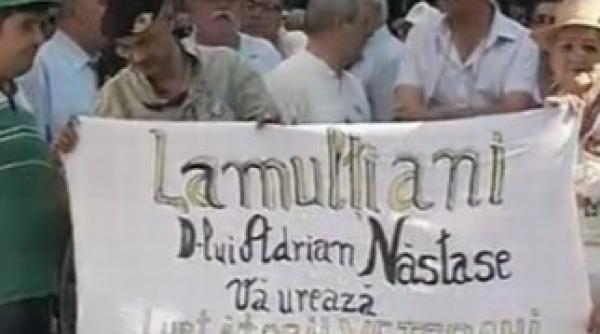 La mulți ani
D-lui Adrian Năstase
Vă urează